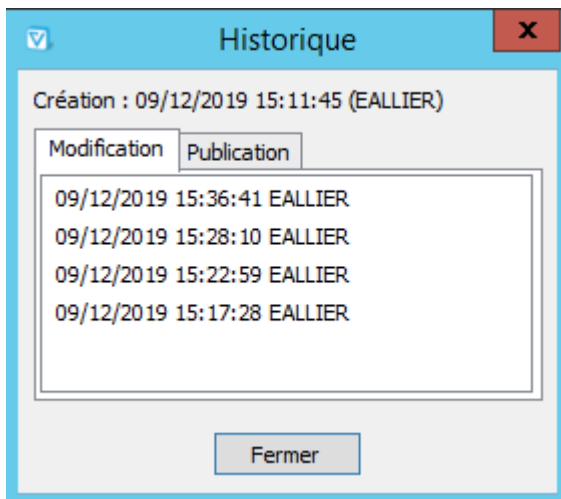 Historique
x
Création : 09/12/2019 15:11:45 (EALLIER)
Modification Publication
09/12/2019 15:36:41 EALLIER
09/12/2019 15:28:10 EALLIER
09/12/2019 15:22:59 EALLIER
09/12/2019 15:17:28 EALLIER
Fermer